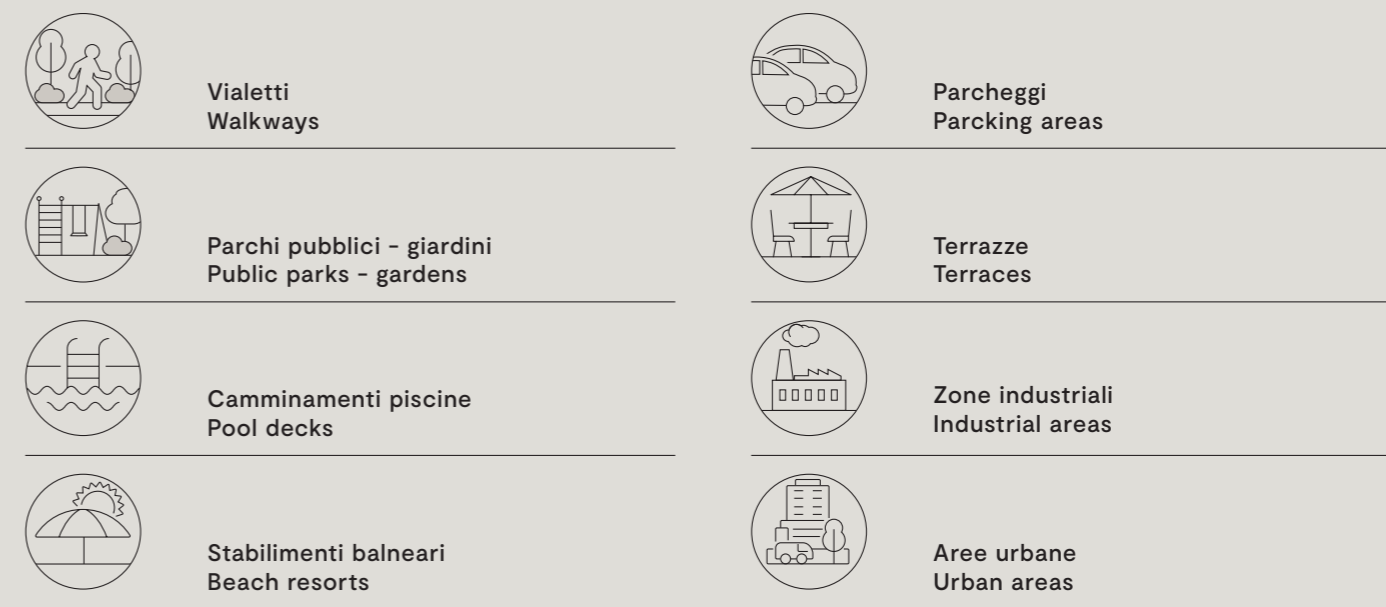 Vialetti
Walkways
Parchi pubblici - giardini
Public parks - gardens
Camminamenti piscine
Pool decks
Stabilimenti balneari
Beach resorts
Parcheggi
Parcking areas
Terrazze
Terraces
Zone industriali
Industrial areas
Aree urbane
Urban areas